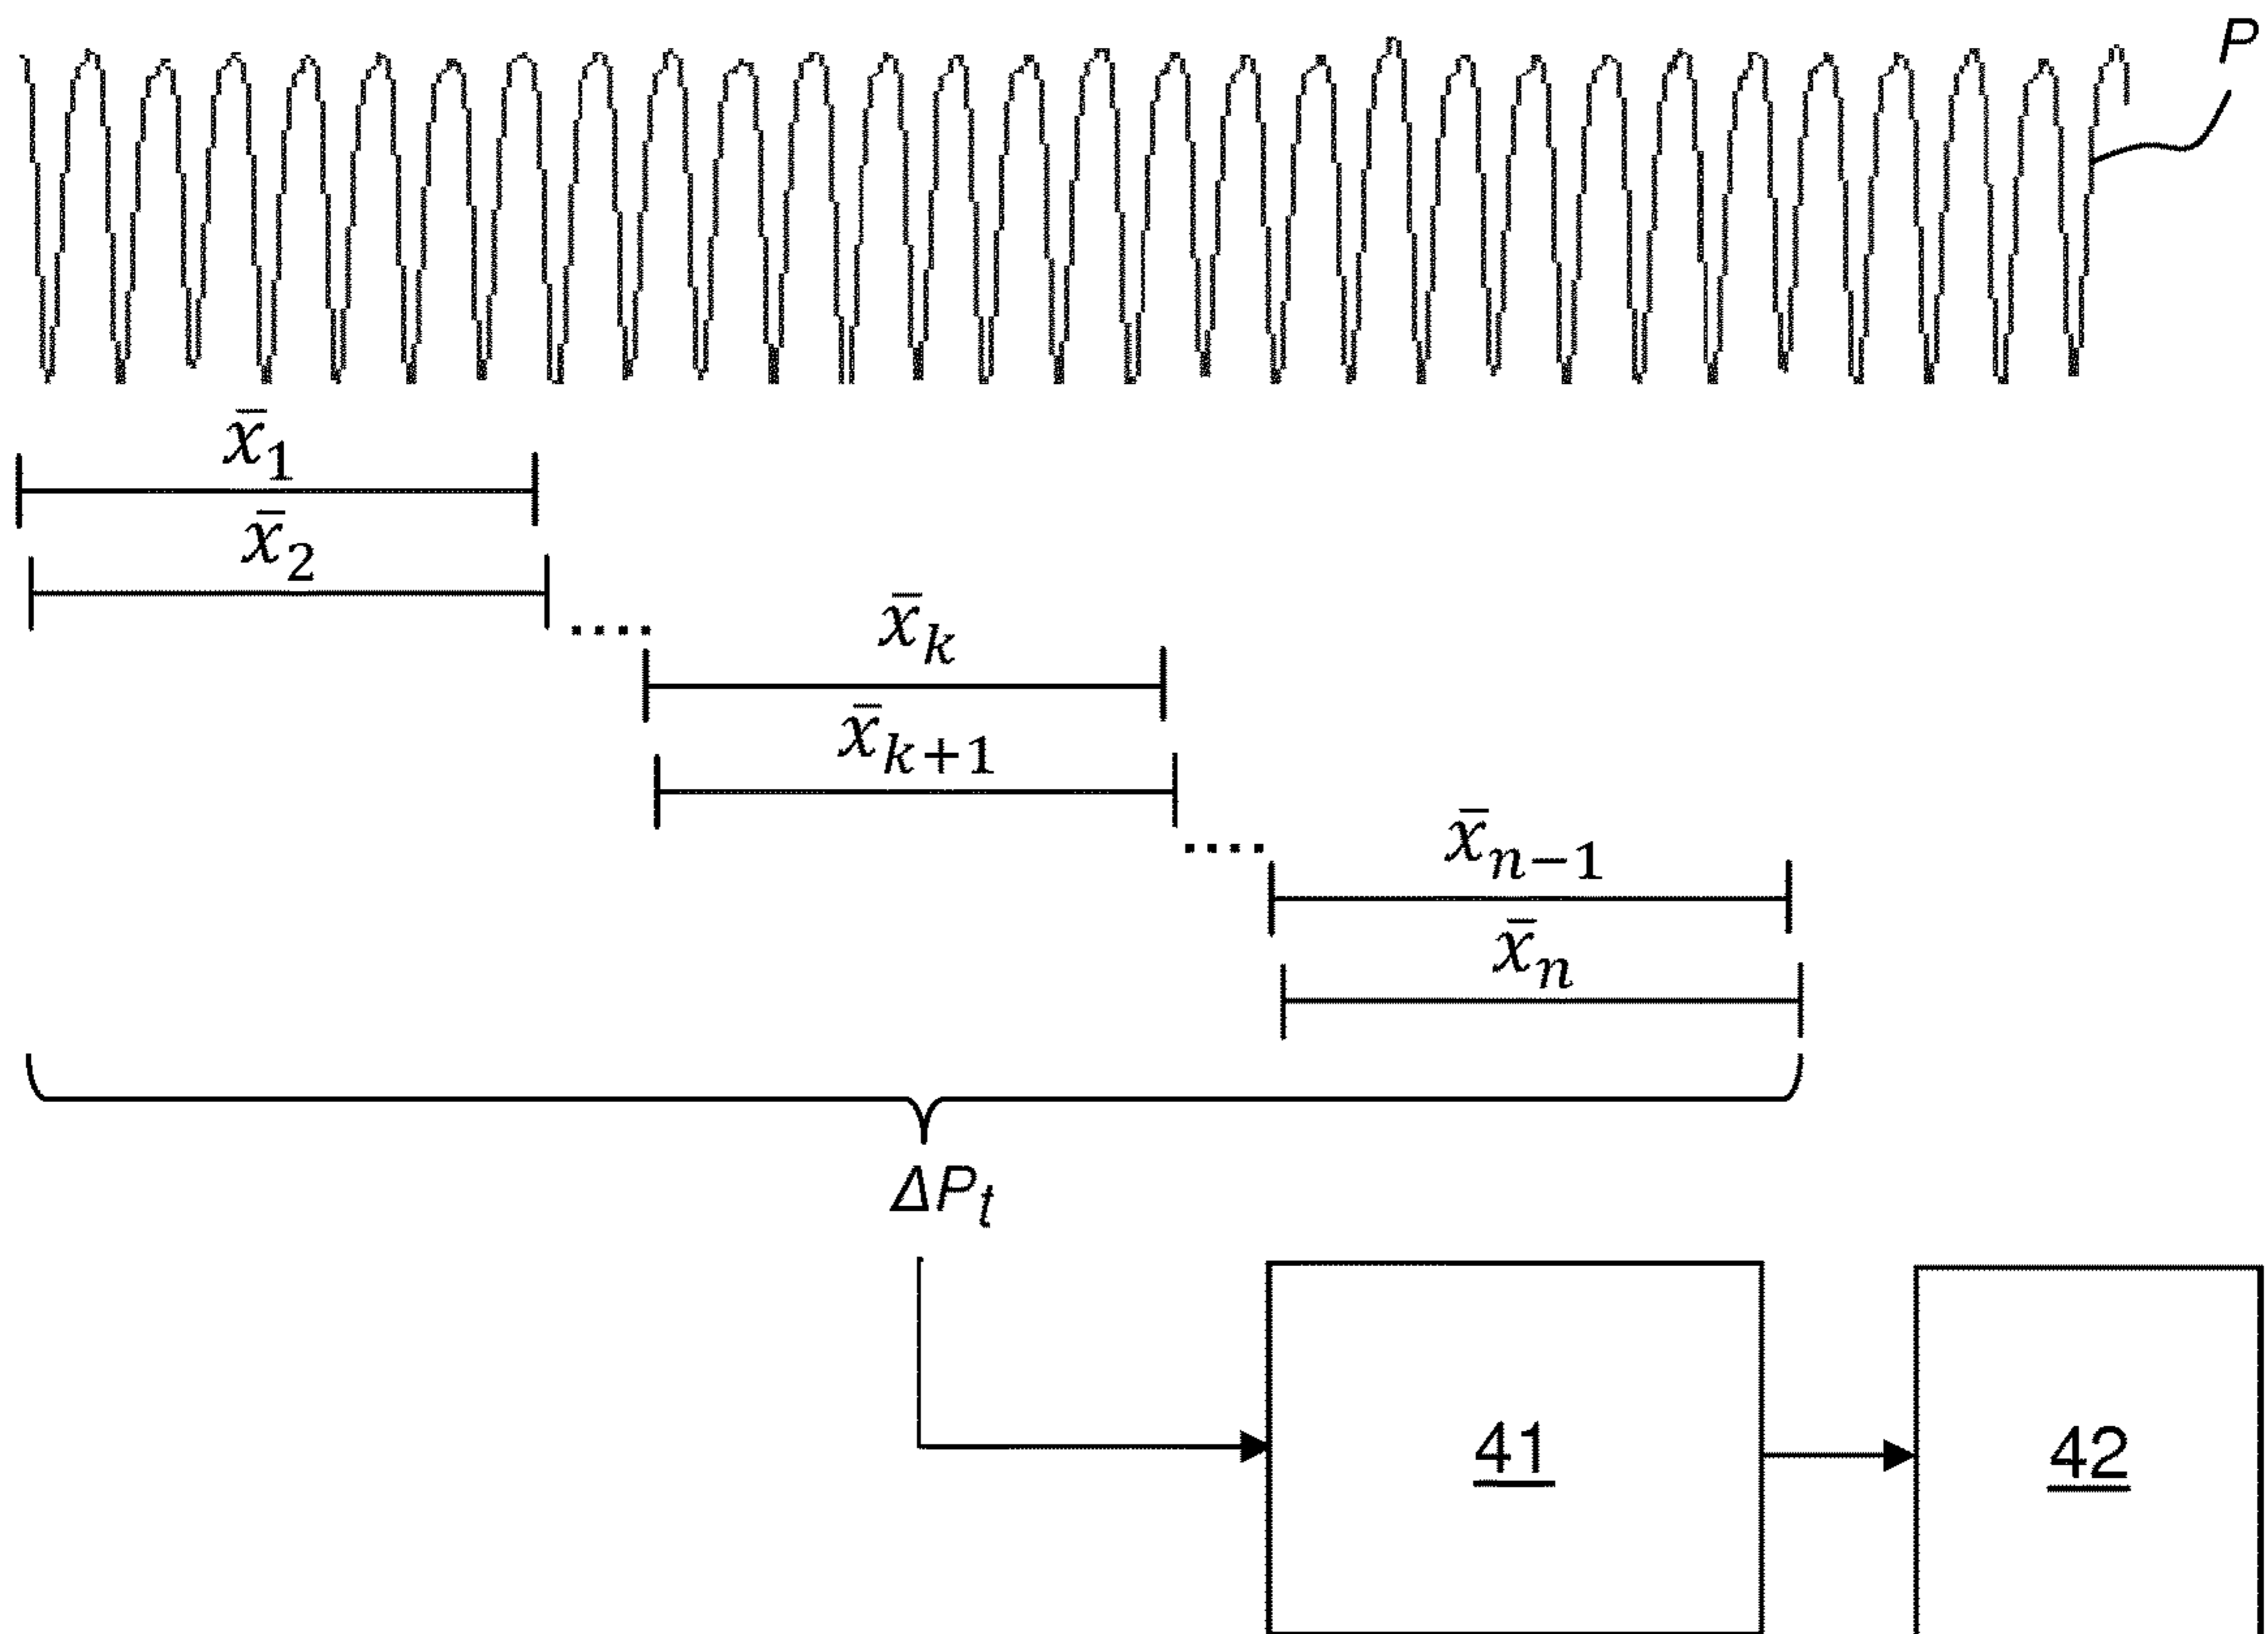 P
x̄₁
x̄₂
....
x̄ₖ
x̄ₖ₊₁
....
x̄ₙ₋₁
x̄ₙ
ΔPₜ
41
42